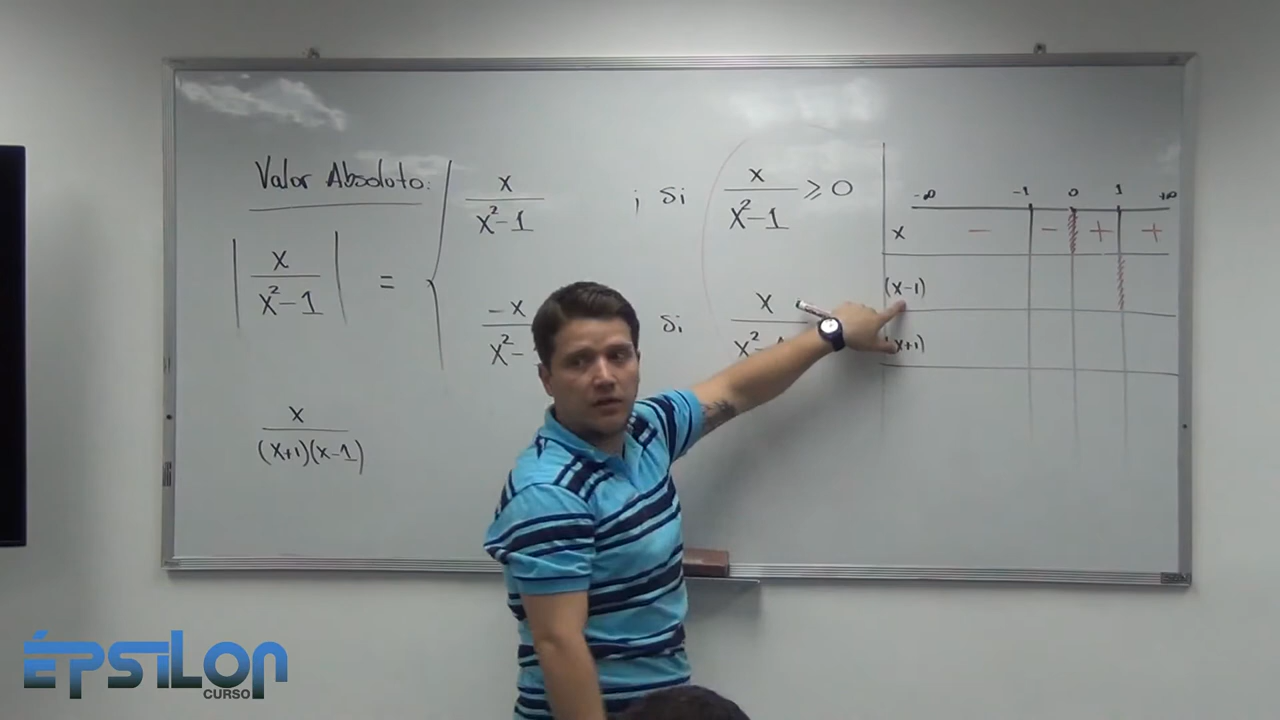 Valor Absoluto:
| x / (x² - 1) | = {
x / (x² - 1) ; si x / (x² - 1) ≥ 0
-x / x² - si x / x² -
x
(x+1)(x-1)
-∞ -1 0 1 +∞
x - - + +
(x-1)
x+1)
ÉPSILON
CURSO